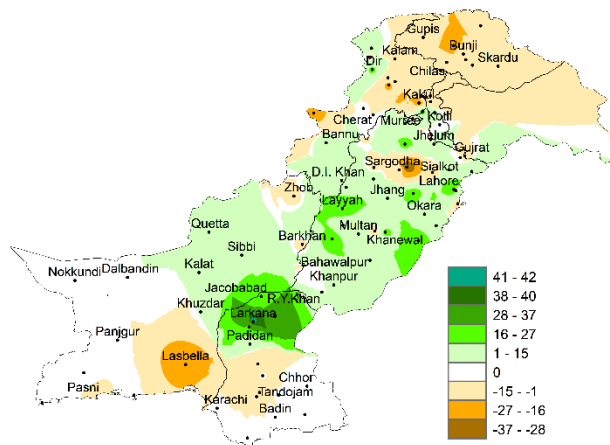 Gupis
Kalam
Bunji
Dir
Skardu
Chilas
Kakul
Cherat
Murree
Kotli
Bannu
Jhelum
Gujrat
Sargodha
Sialkot
D.I. Khan
Lahore
Zhob
Jhang
Layyah
Okara
Quetta
Multan
Khanewal
Barkhan
Sibbi
Bahawalpur
Nokkundi
Dalbandin
Kalat
Khanpur
Jacobabad
R.Y.Khan
Khuzdar
Larkana
Panjgur
Padidan
Lasbella
Pasni
Chhor
Tandojam
Karachi
Badin
41 - 42
38 - 40
28 - 37
16 - 27
1 - 15
0
-15 - -1
-27 - -16
-37 - -28